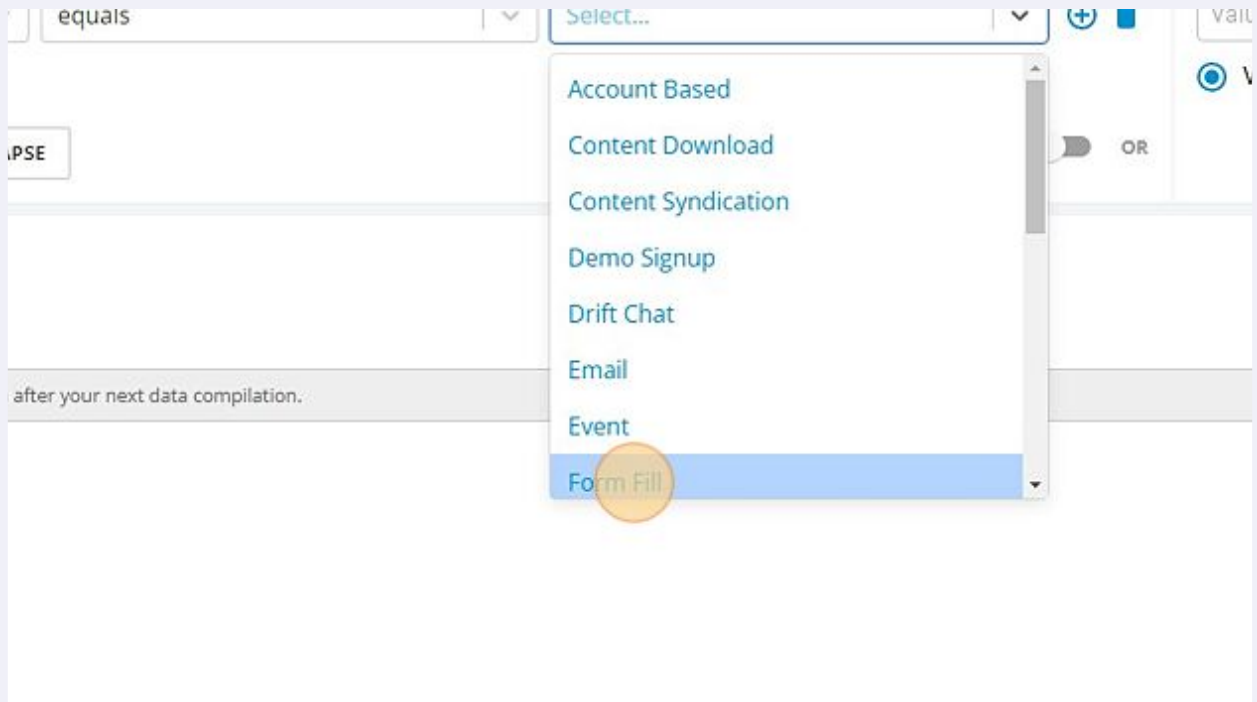 equals
Select...
Account Based
Content Download
APSE
OR
Content Syndication
Demo Signup
Drift Chat
Email
after your next data compilation.
Event
Form Fill